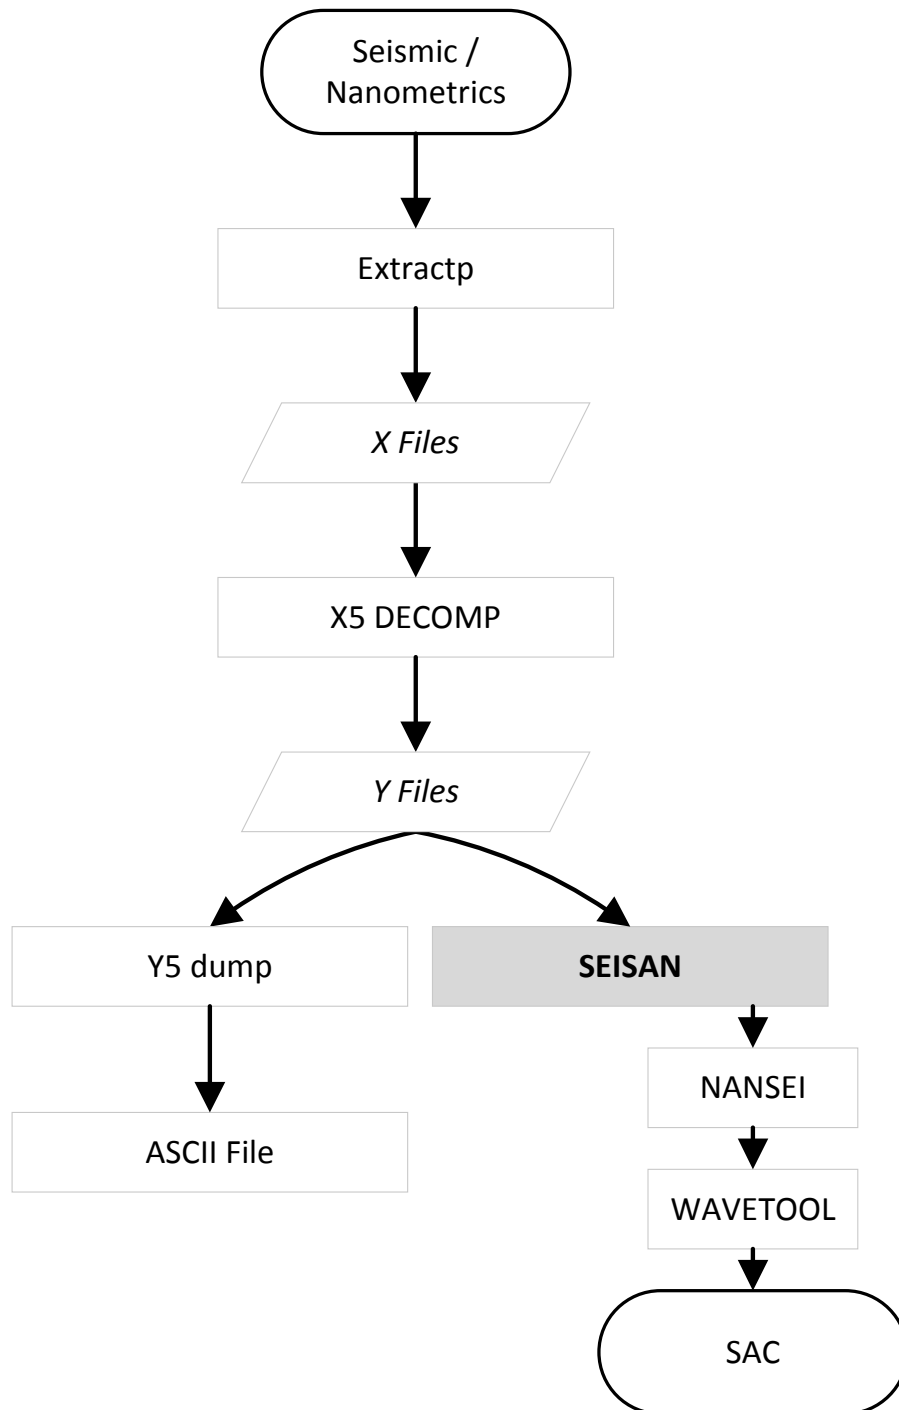 Seismic /
Nanometrics
Extractp
X Files
X5 DECOMP
Y Files
Y5 dump
SEISAN
NANSEI
ASCII File
WAVETOOL
SAC